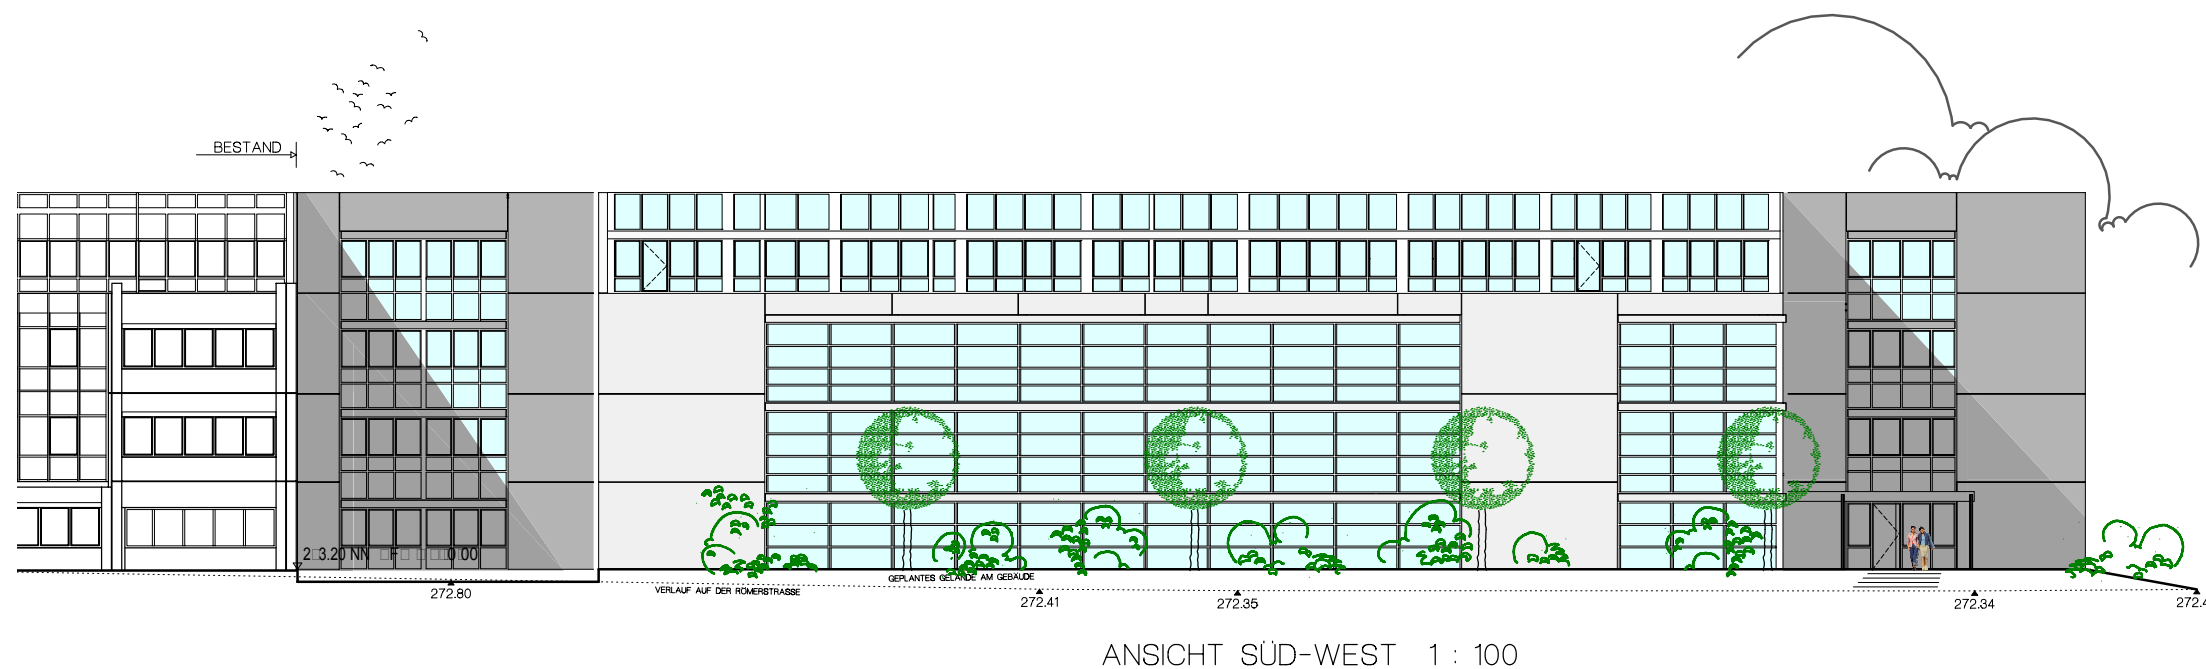 BESTAND
NN
272.80
VERLAUF AUF DER RÖMERSTRASSE
GEPLANTES GELÄNDE AM GEBÄUDE
272.41
272.35
272.34
ANSICHT SÜD-WEST 1 : 100